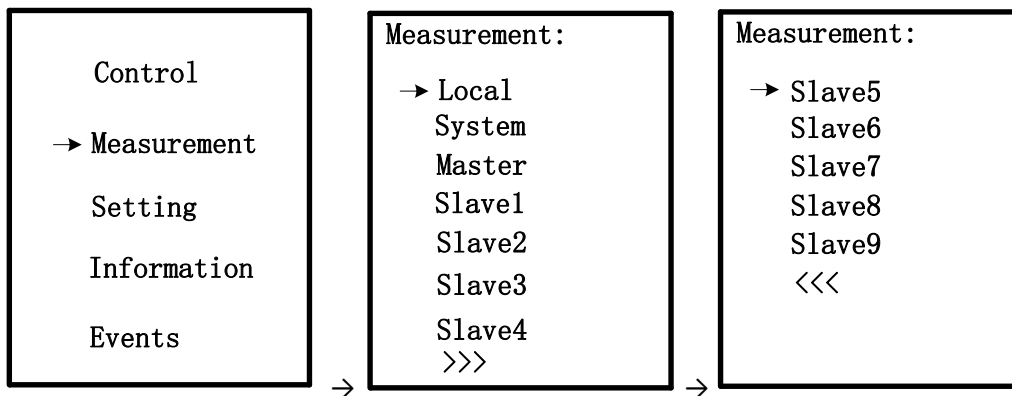 Control
→ Measurement
Setting
Information
Events
→
Measurement:
→ Local
System
Master
Slave1
Slave2
Slave3
Slave4
>>>
→
Measurement:
→ Slave5
Slave6
Slave7
Slave8
Slave9
<<<